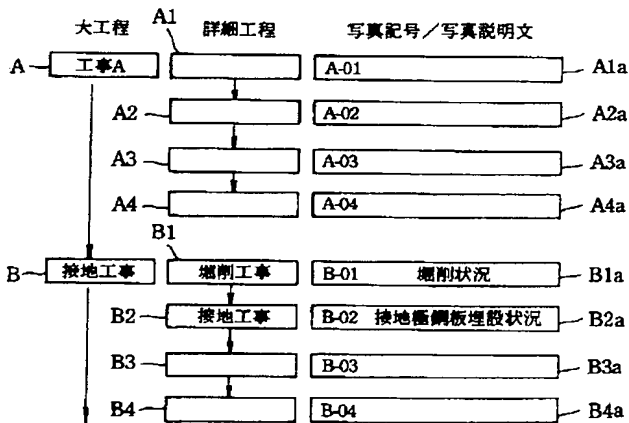 大工程 詳細工程 写真記号／写真説明文
A1
A 工事A A-01 A1a
A2 A-02 A2a
A3 A-03 A3a
A4 A-04 A4a
B1
B 接地工事 堀削工事 B-01 堀削状況 B1a
B2 接地工事 B-02 接地極銅板埋設状況 B2a
B3 B-03 B3a
B4 B-04 B4a